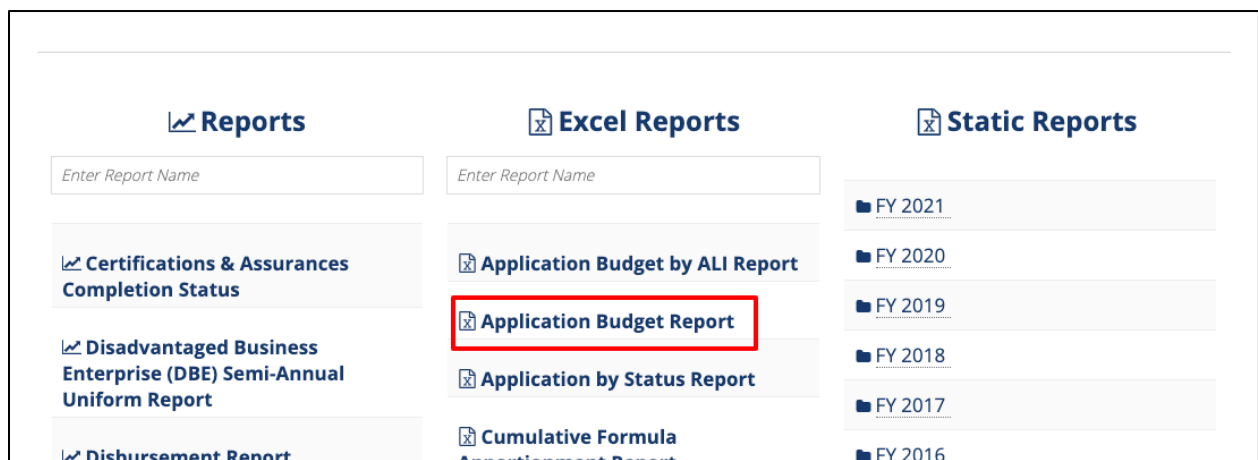 Reports
Enter Report Name
Certifications & Assurances
Completion Status
Disadvantaged Business
Enterprise (DBE) Semi-Annual
Uniform Report
Disbursement Report
Excel Reports
Enter Report Name
Application Budget by ALI Report
Application Budget Report
Application by Status Report
Cumulative Formula
Apportionment Report
Static Reports
FY 2021
FY 2020
FY 2019
FY 2018
FY 2017
FY 2016